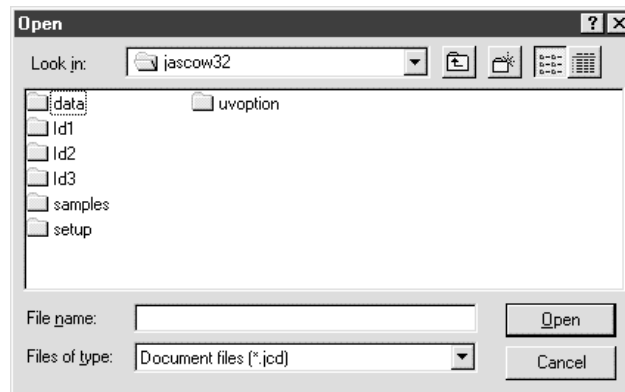 Open
Look in: jascow32
data uvoption
ld1
ld2
ld3
samples
setup
File name: Open
Files of type: Document files (*.jcd) Cancel